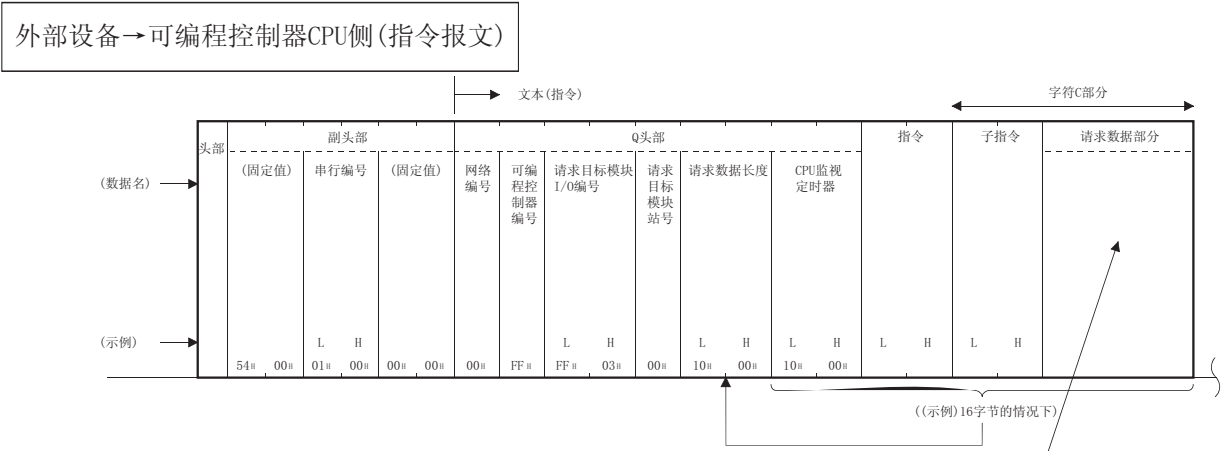 外部设备→可编程控制器CPU侧(指令报文)
文本(指令)
字符C部分
头部
副头部
Q头部
指令
子指令
请求数据部分
(数据名)
(固定值)
串行编号
(固定值)
网络
编号
可编
程控
制器
编号
请求目标模块
I/O编号
请求
目标
模块
站号
请求数据长度
CPU监视
定时器
(示例)
L H L H L H L H L H L H
54H 00H 01H 00H 00H 00H 00H FFH FFH 03H 00H 10H 00H 10H 00H
((示例)16字节的情况下)